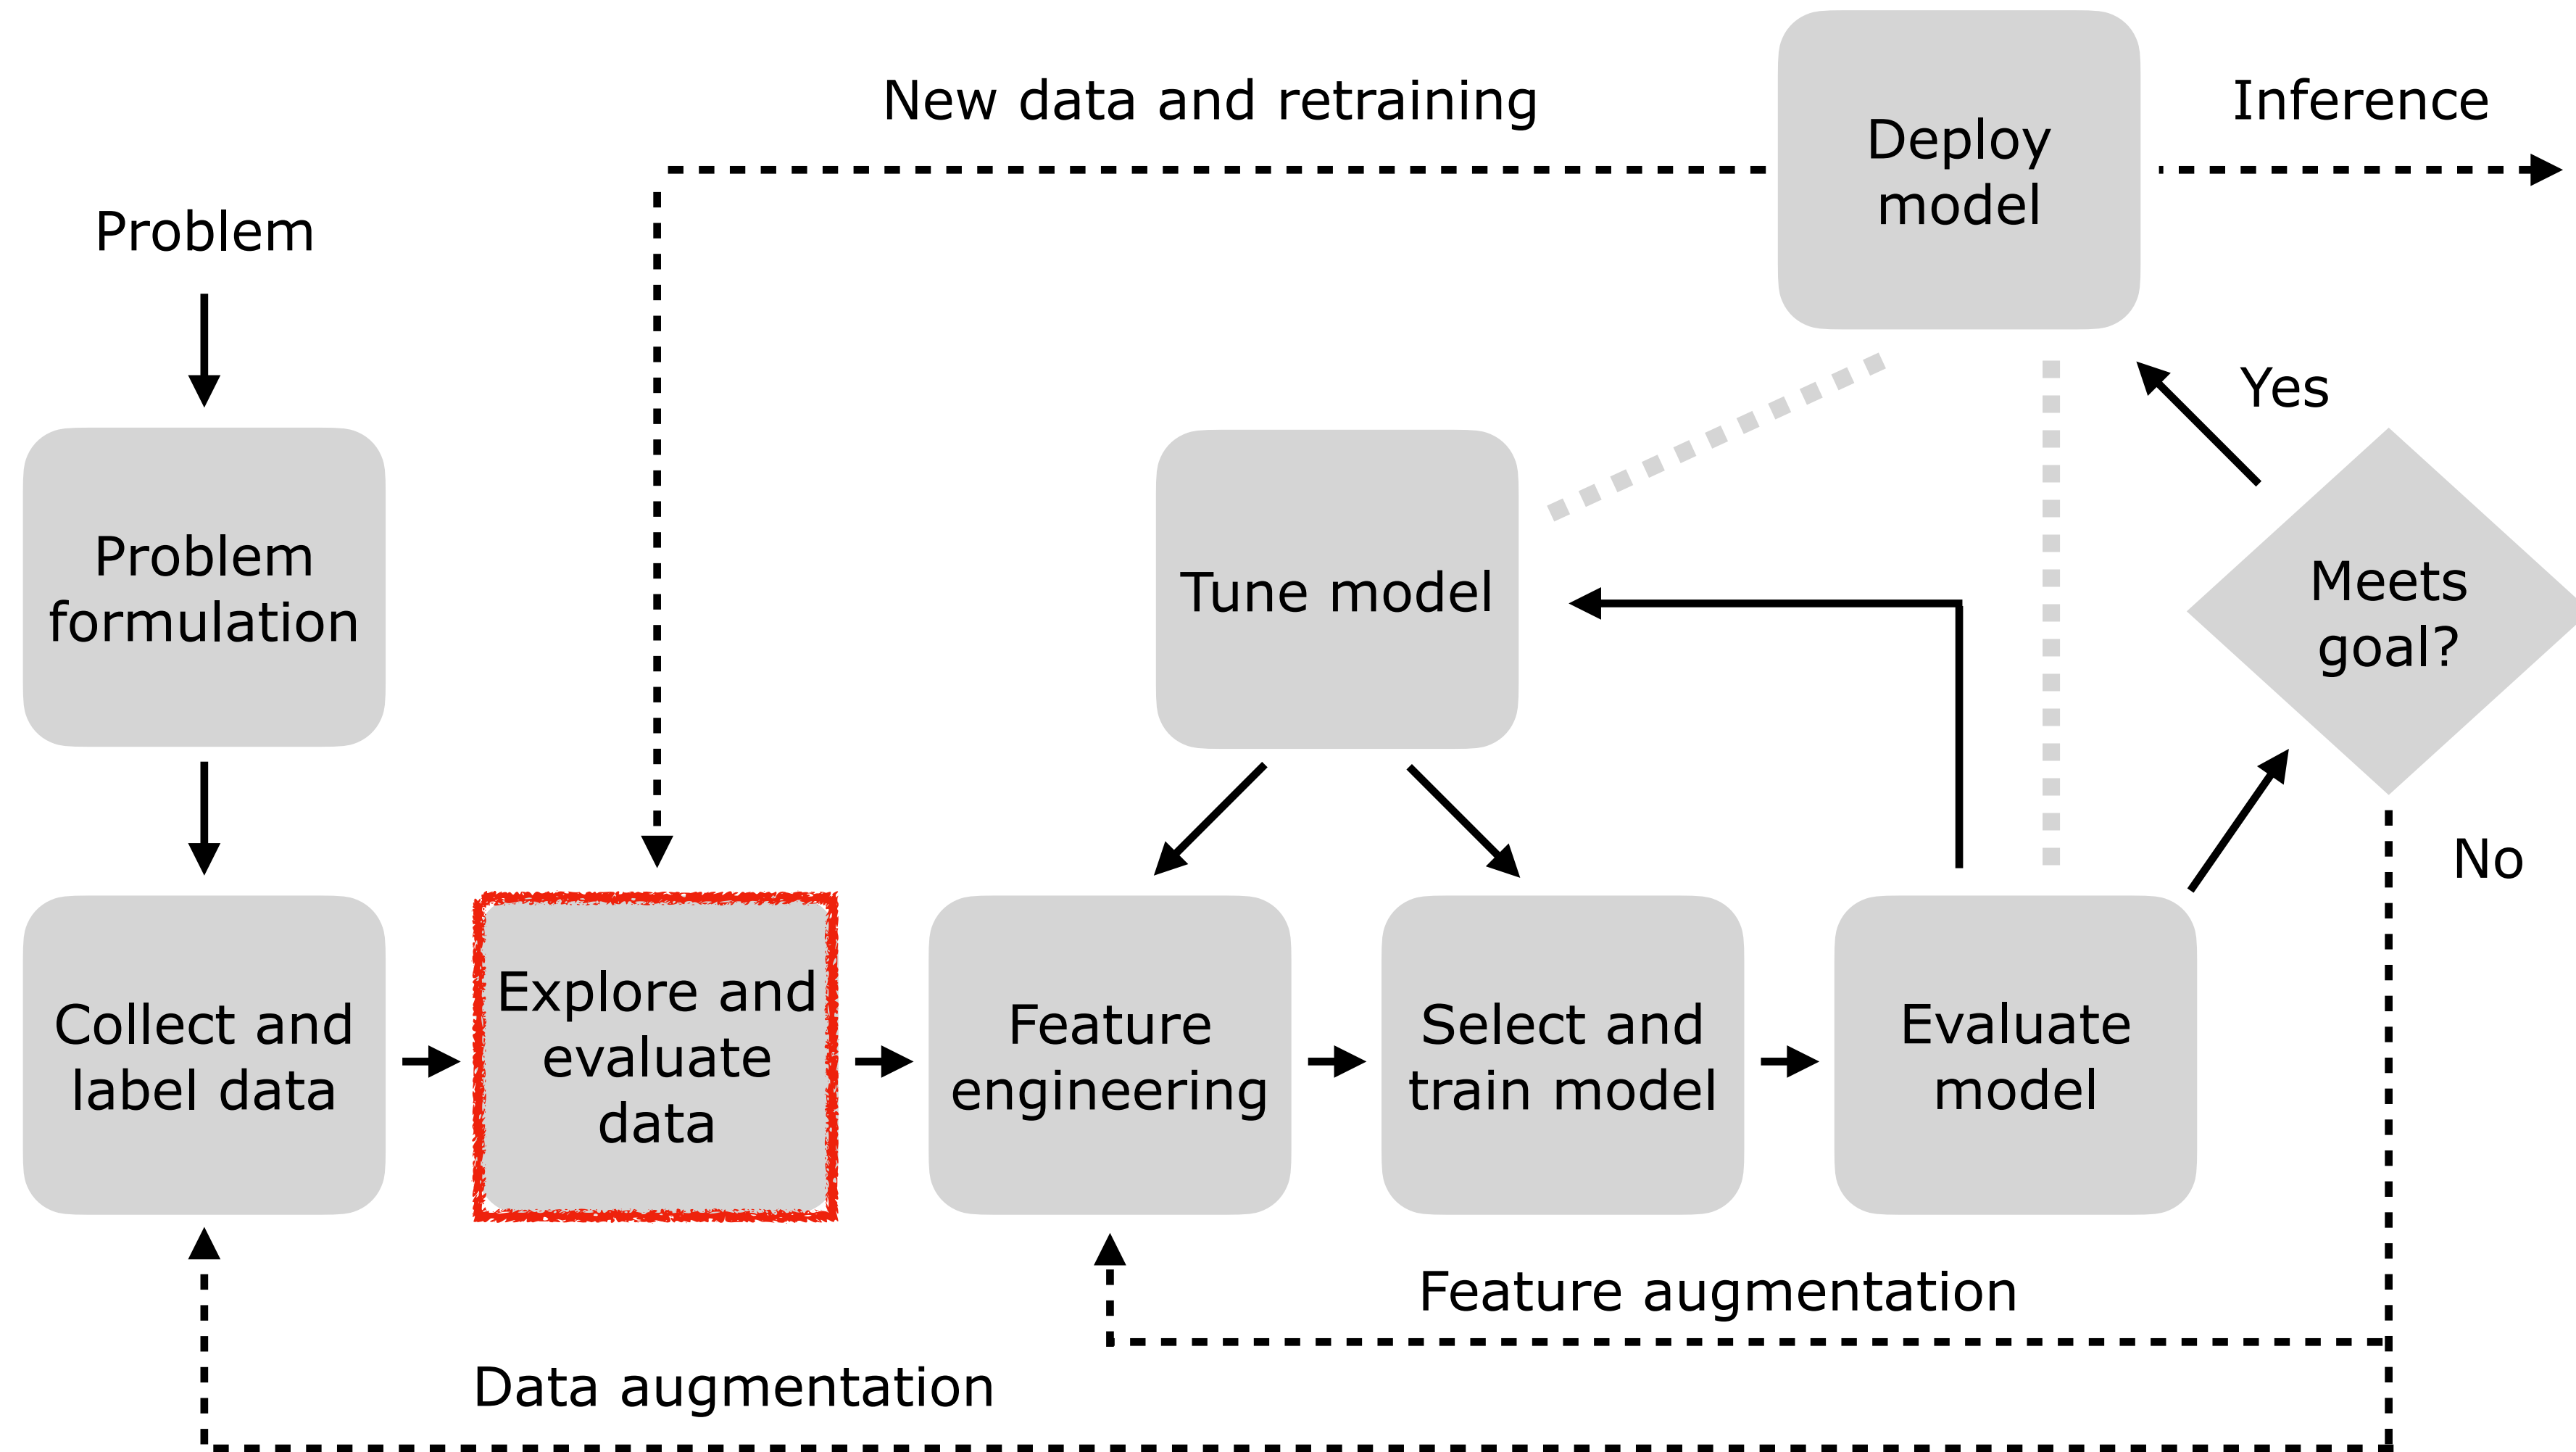 New data and retraining
Deploy
model
Inference
Problem
Yes
Problem
formulation
Tune model
Meets
goal?
No
Collect and
label data
Explore and
evaluate
data
Feature
engineering
Select and
train model
Evaluate
model
Feature augmentation
Data augmentation